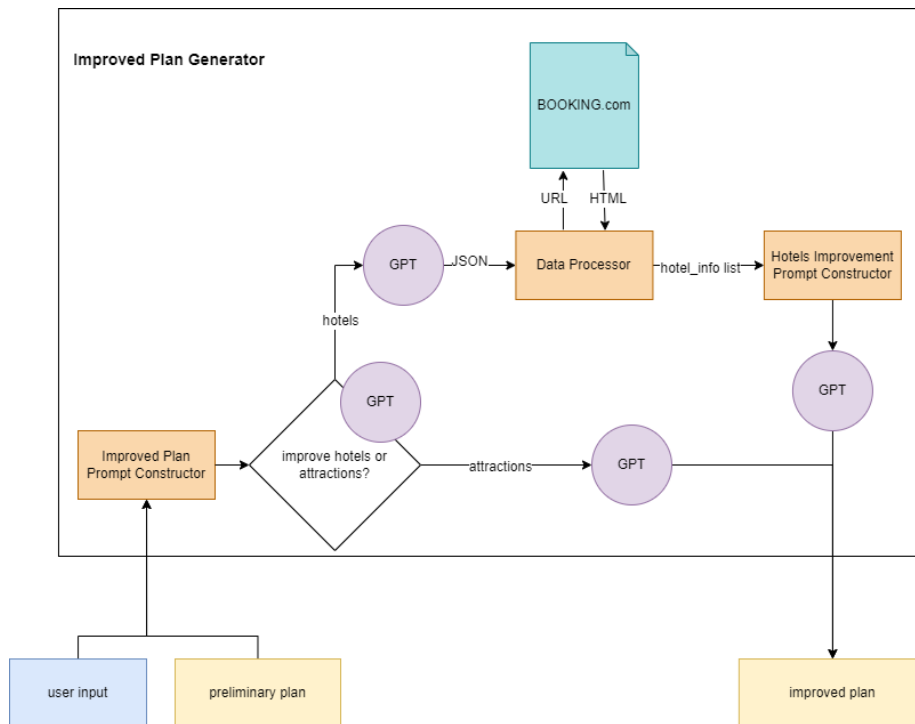 Improved Plan Generator
BOOKING.com
URL
HTML
GPT
JSON
Data Processor
hotel_info list
Hotels Improvement
Prompt Constructor
hotels
GPT
GPT
Improved Plan
Prompt Constructor
improve hotels or
attractions?
attractions
GPT
user input
preliminary plan
improved plan